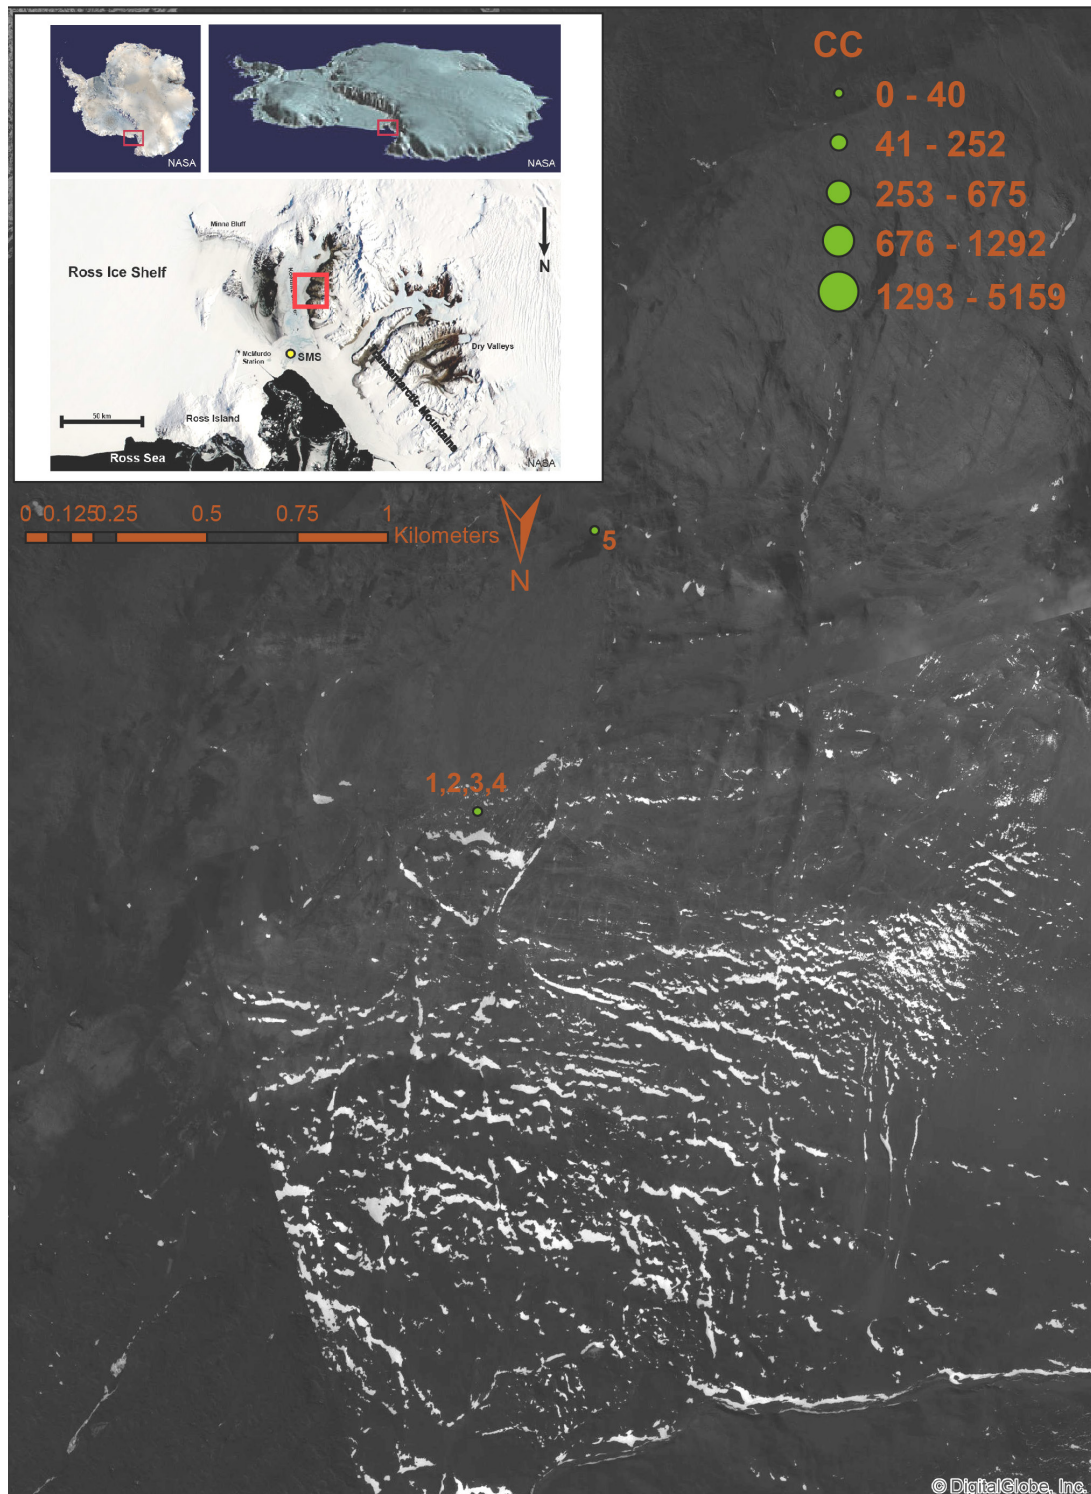 NASA
NASA
Minna Bluff
Ross Ice Shelf
N
McMurdo
Station
SMS
Dry Valleys
Transantarctic Mountains
50 km
Ross Island
Ross Sea
NASA
CC
0 - 40
41 - 252
253 - 675
676 - 1292
1293 - 5159
0 0.125 0.25 0.5 0.75 1
Kilometers
N
5
1,2,3,4
© DigitalGlobe, Inc